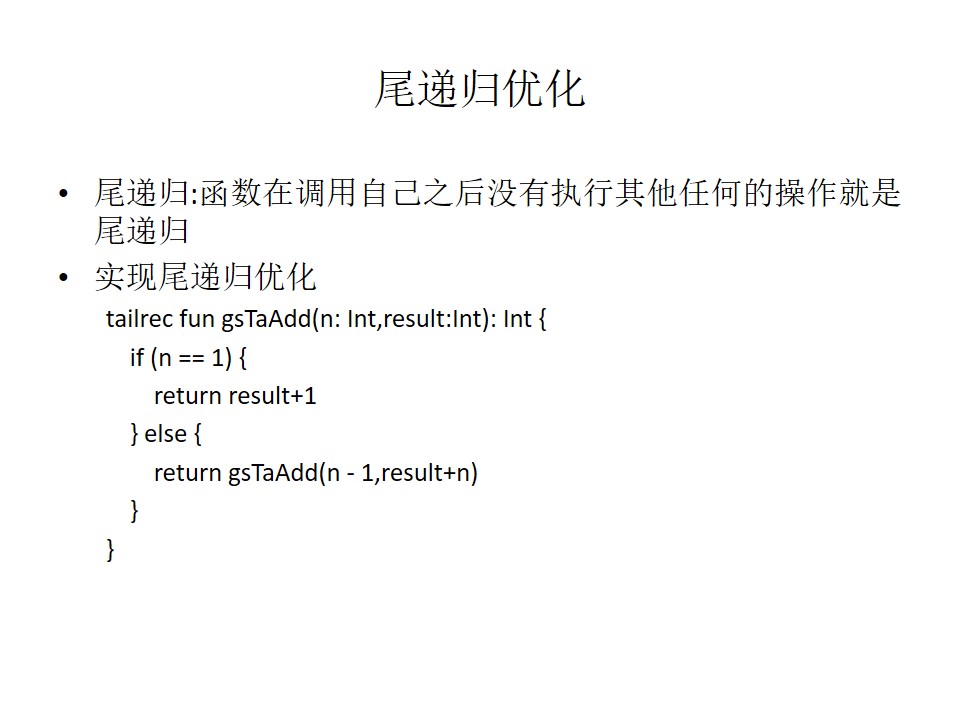 尾递归优化
• 尾递归:函数在调用自己之后没有执行其他任何的操作就是
尾递归
• 实现尾递归优化
tailrec fun gsTaAdd(n: Int,result:Int): Int {
if (n == 1) {
return result+1
} else {
return gsTaAdd(n - 1,result+n)
}
}